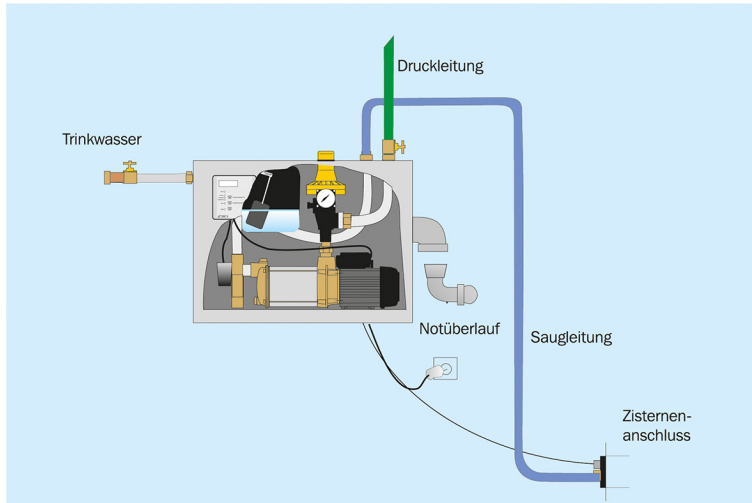 Druckleitung
Trinkwasser
Notüberlauf
Saugleitung
Zisternen-
anschluss